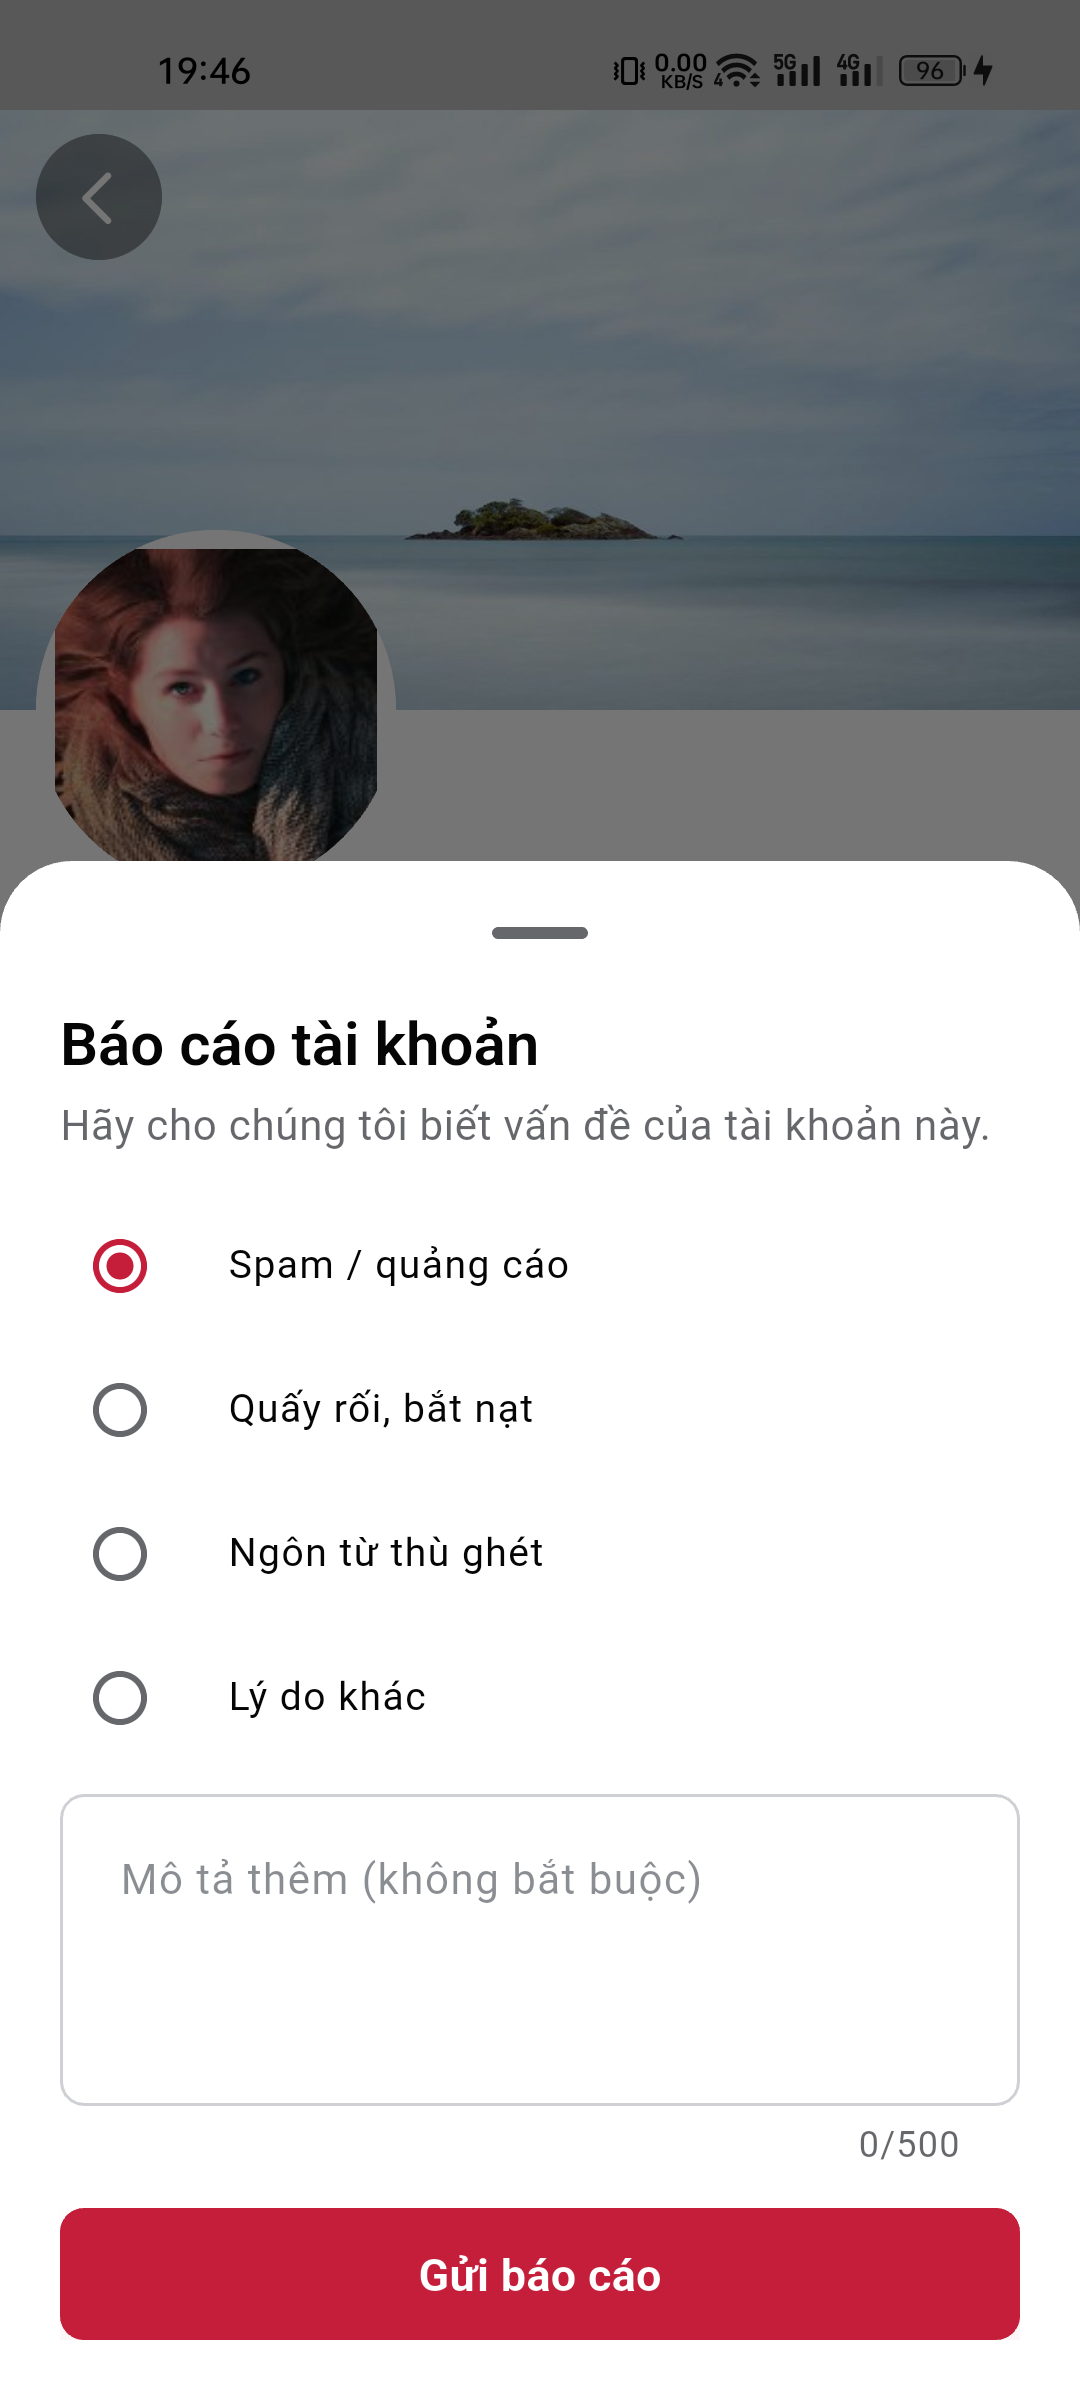 19:46
0.00
KB/S
4
5G
4G
96
Báo cáo tài khoản
Hãy cho chúng tôi biết vấn đề của tài khoản này.
Spam / quảng cáo
Quấy rối, bắt nạt
Ngôn từ thù ghét
Lý do khác
Mô tả thêm (không bắt buộc)
0/500
Gửi báo cáo